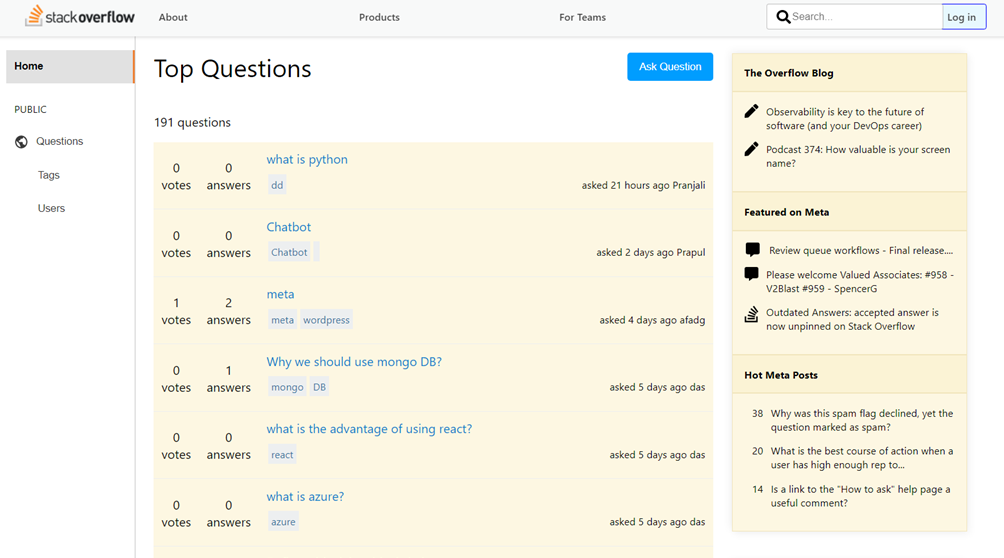 stackoverflow About Products For Teams Search... Log in
Home
PUBLIC
Questions
Tags
Users
Top Questions
Ask Question
191 questions
0 0 what is python
votes answers dd asked 21 hours ago Pranjali
0 0 Chatbot
votes answers Chatbot asked 2 days ago Prapul
1 2 meta
votes answers meta wordpress asked 4 days ago afadg
0 1 Why we should use mongo DB?
votes answers mongo DB asked 5 days ago das
0 0 what is the advantage of using react?
votes answers react asked 5 days ago das
0 0 what is azure?
votes answers azure asked 5 days ago das
The Overflow Blog
Observability is key to the future of
software (and your DevOps career)
Podcast 374: How valuable is your screen
name?
Featured on Meta
Review queue workflows - Final release....
Please welcome Valued Associates: #958 -
V2Blast #959 - SpencerG
Outdated Answers: accepted answer is
now unpinned on Stack Overflow
Hot Meta Posts
38 Why was this spam flag declined, yet the
question marked as spam?
20 What is the best course of action when a
user has high enough rep to...
14 Is a link to the "How to ask" help page a
useful comment?